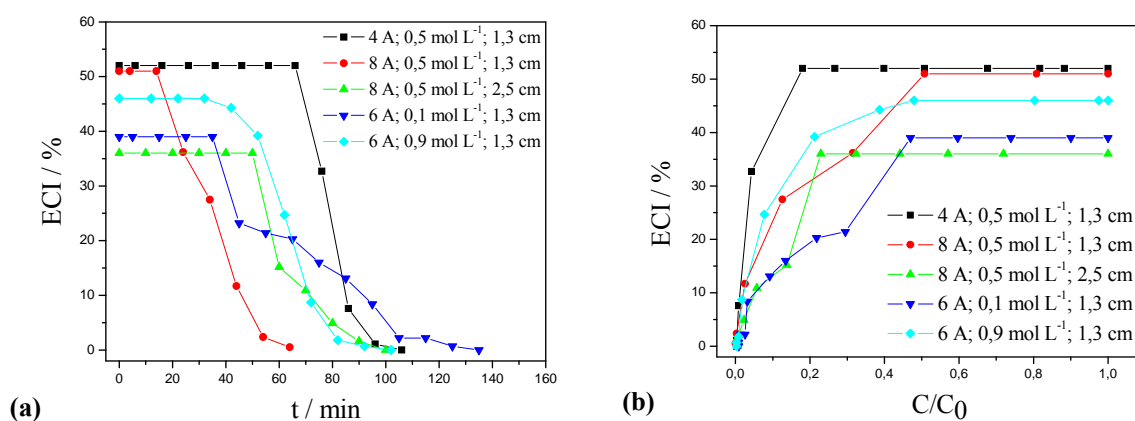 60
50
40
30
20
10
0
ECI / %
4 A; 0,5 mol L⁻¹; 1,3 cm
8 A; 0,5 mol L⁻¹; 1,3 cm
8 A; 0,5 mol L⁻¹; 2,5 cm
6 A; 0,1 mol L⁻¹; 1,3 cm
6 A; 0,9 mol L⁻¹; 1,3 cm
0 20 40 60 80 100 120 140 160
t / min
(a)
60
50
40
30
20
10
0
ECI / %
4 A; 0,5 mol L⁻¹; 1,3 cm
8 A; 0,5 mol L⁻¹; 1,3 cm
8 A; 0,5 mol L⁻¹; 2,5 cm
6 A; 0,1 mol L⁻¹; 1,3 cm
6 A; 0,9 mol L⁻¹; 1,3 cm
0,0 0,2 0,4 0,6 0,8 1,0
C/C₀
(b)